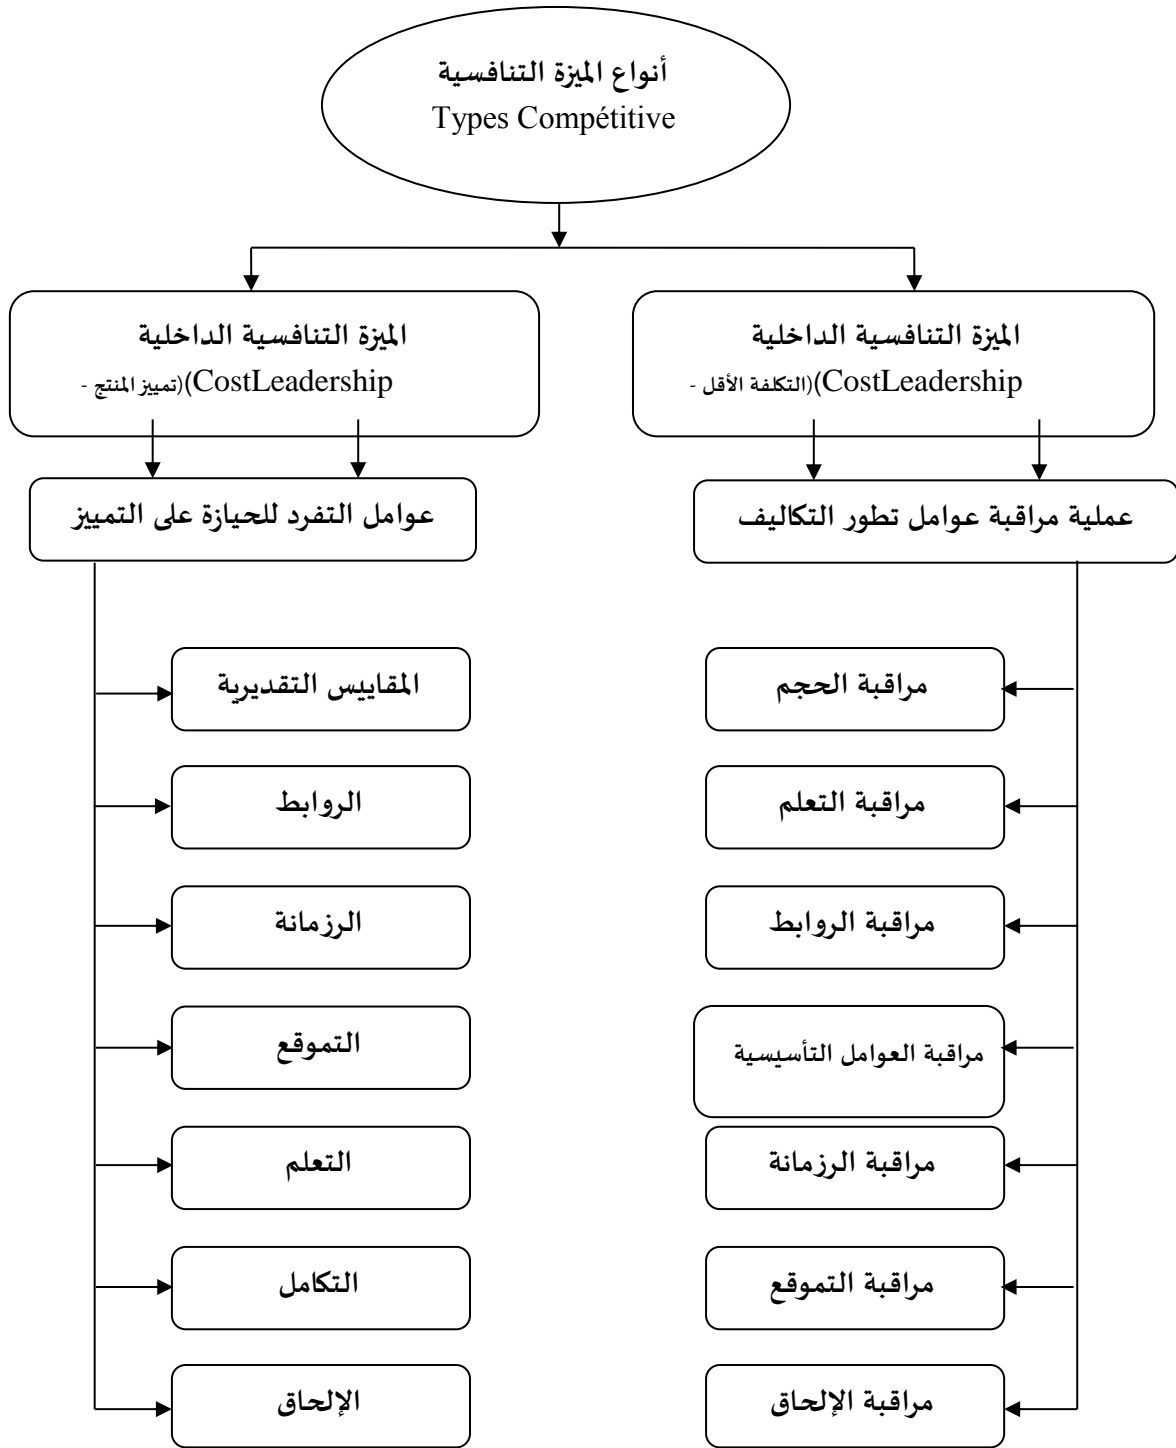 أنواع الميزة التنافسية
Types Compétitive
الميزة التنافسية الداخلية
CostLeadership)(التكلفة الأقل -
الميزة التنافسية الداخلية
CostLeadership)(تمييز المنتج -
عملية مراقبة عوامل تطور التكاليف
عوامل التفرد للحيازة على التمييز
مراقبة الحجم
مراقبة التعلم
مراقبة الروابط
مراقبة العوامل التأسيسية
مراقبة الرزمانة
مراقبة التموقع
مراقبة الإلحاق
المقاييس التقديرية
الروابط
الرزمانة
التموقع
التعلم
التكامل
الإلحاق